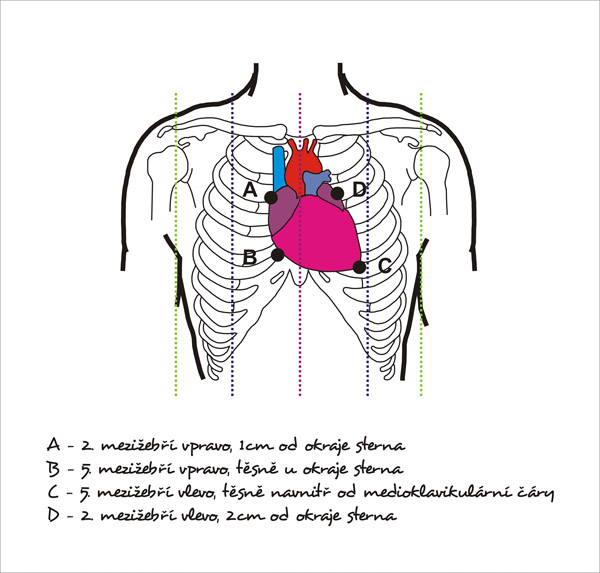 A
D
B
C
A - 2. mezižebří vpravo, 1cm od okraje sterna
B - 5. mezižebří vpravo, těsně u okraje sterna
C - 5. mezižebří vlevo, těsně navnitř od medioklavikulární čáry
D - 2. mezižebří vlevo, 2cm od okraje sterna